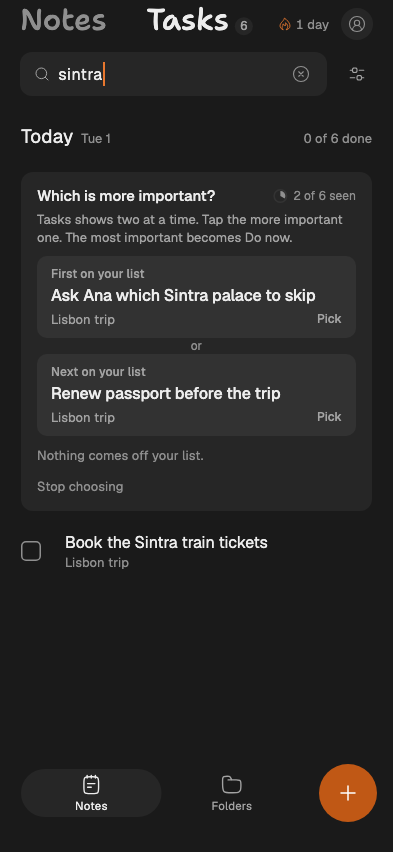 Notes
Tasks 6
1 day
sintra
Today Tue 1
0 of 6 done
Which is more important?
2 of 6 seen
Tasks shows two at a time. Tap the more important
one. The most important becomes Do now.
First on your list
Ask Ana which Sintra palace to skip
Lisbon trip
Pick
or
Next on your list
Renew passport before the trip
Lisbon trip
Pick
Nothing comes off your list.
Stop choosing
Book the Sintra train tickets
Lisbon trip
Notes
Folders